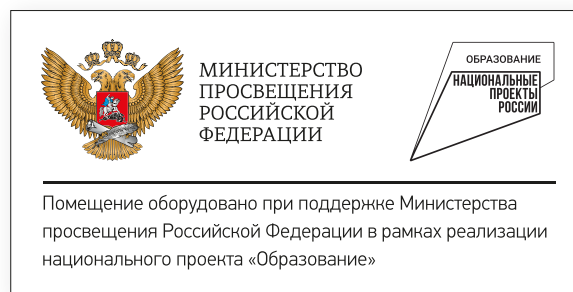 МИНИСТЕРСТВО
ПРОСВЕЩЕНИЯ
РОССИЙСКОЙ
ФЕДЕРАЦИИ
ОБРАЗОВАНИЕ
НАЦИОНАЛЬНЫЕ
ПРОЕКТЫ
РОССИИ
Помещение оборудовано при поддержке Министерства
просвещения Российской Федерации в рамках реализации
национального проекта «Образование»